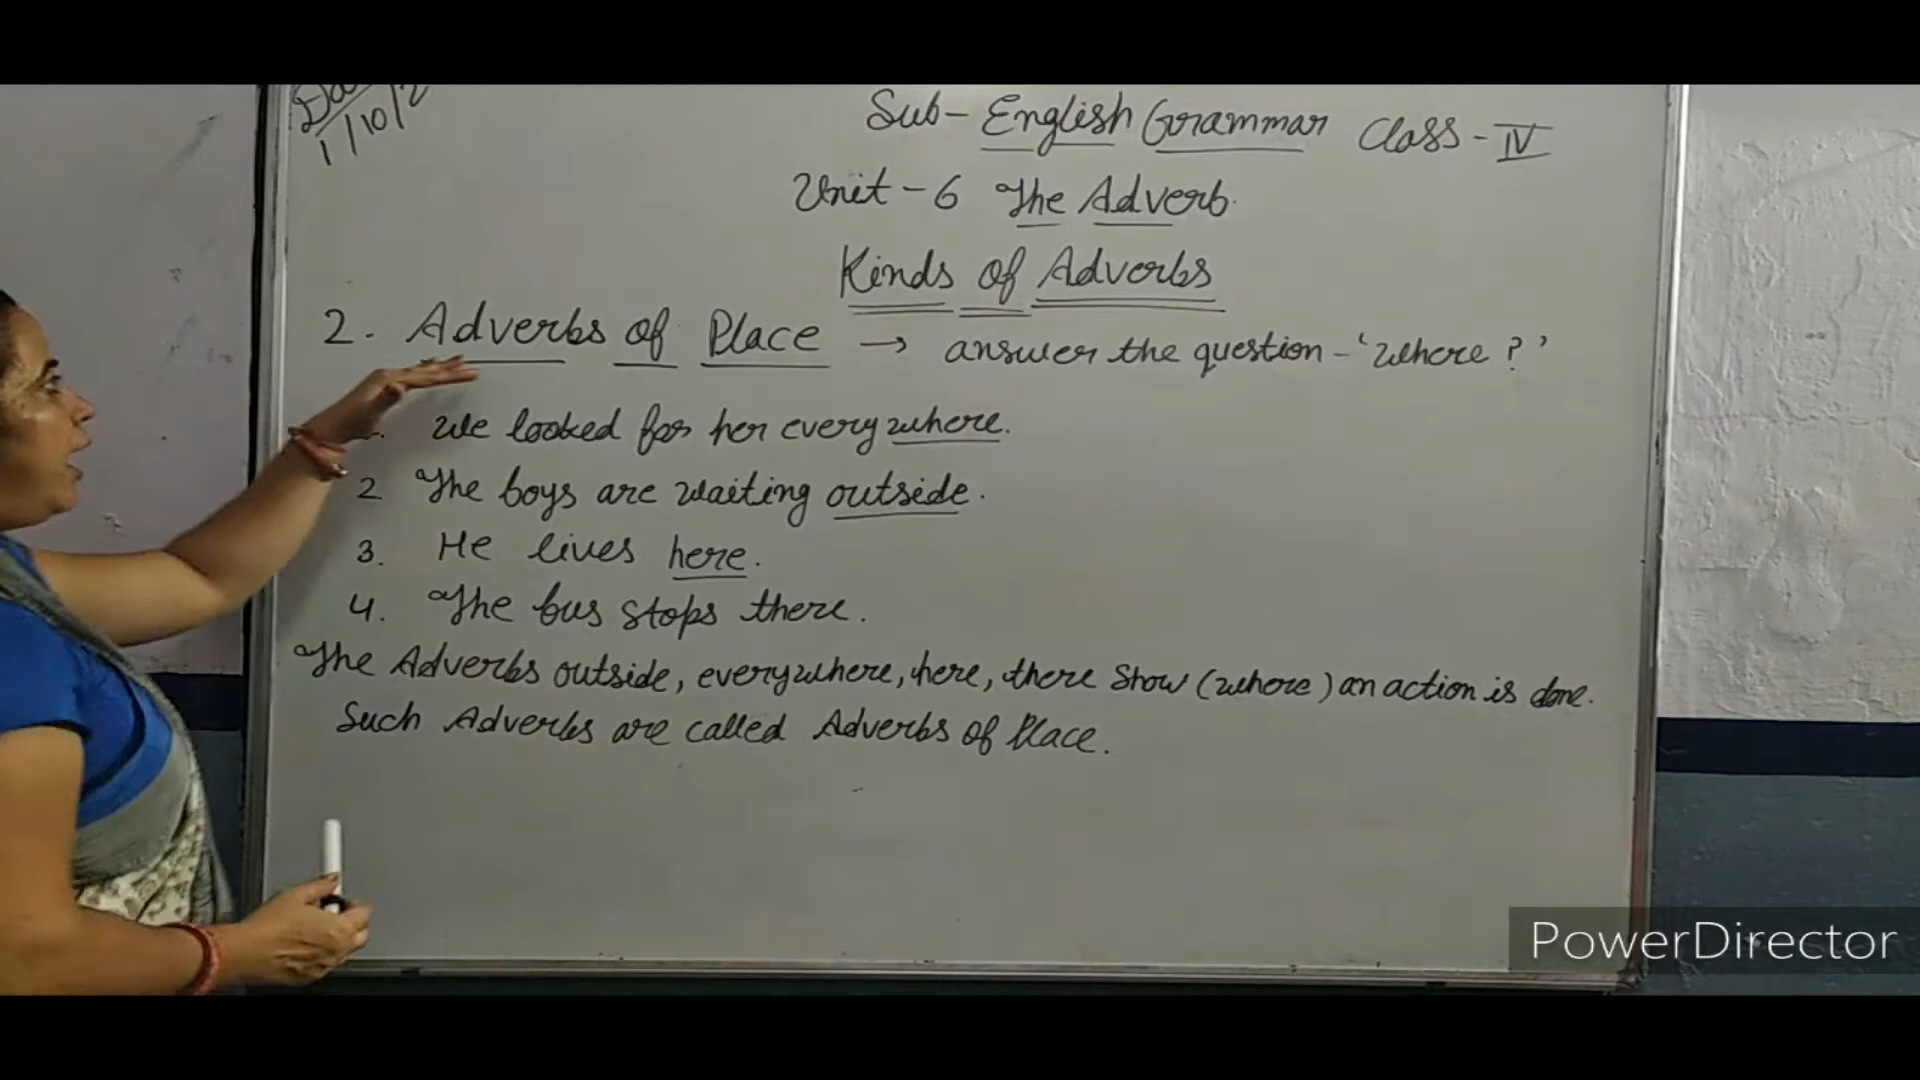 1/10/2
Sub- English Grammar Class - IV
Unit - 6 The Adverb.
Kinds of Adverbs
2. Adverbs of Place → answer the question - 'where ?'
We looked for her everywhere.
2 The boys are waiting outside.
3. He lives here.
4. The bus stops there.
The Adverbs outside, everywhere, here, there Show (where) an action is done.
Such Adverbs are called Adverbs of Place.
PowerDirector